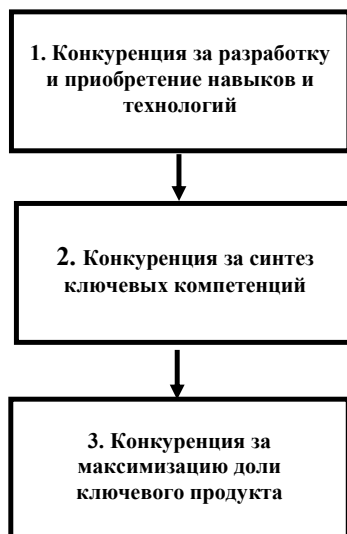 1. Конкуренция за разработку
и приобретение навыков и
технологий
2. Конкуренция за синтез
ключевых компетенций
3. Конкуренция за
максимизацию доли
ключевого продукта